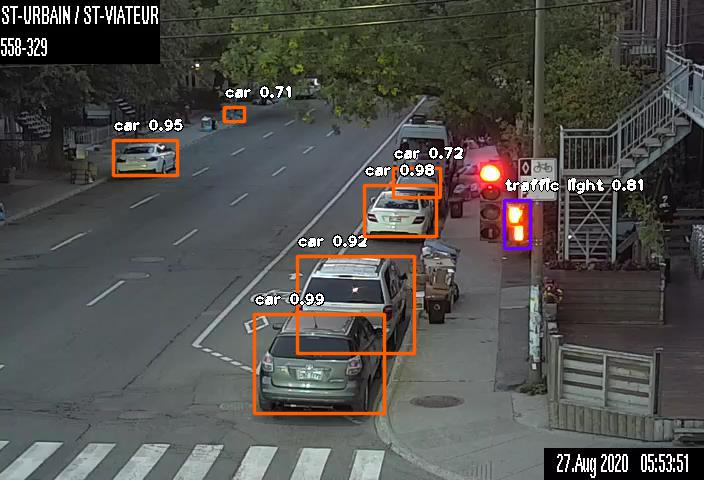 ST-URBAIN / ST-VIATEUR
558-329
car 0.71
car 0.95
car 0.72
car 0.98
traffic light 0.81
car 0.92
car 0.99
27.Aug 2020 05:53:51